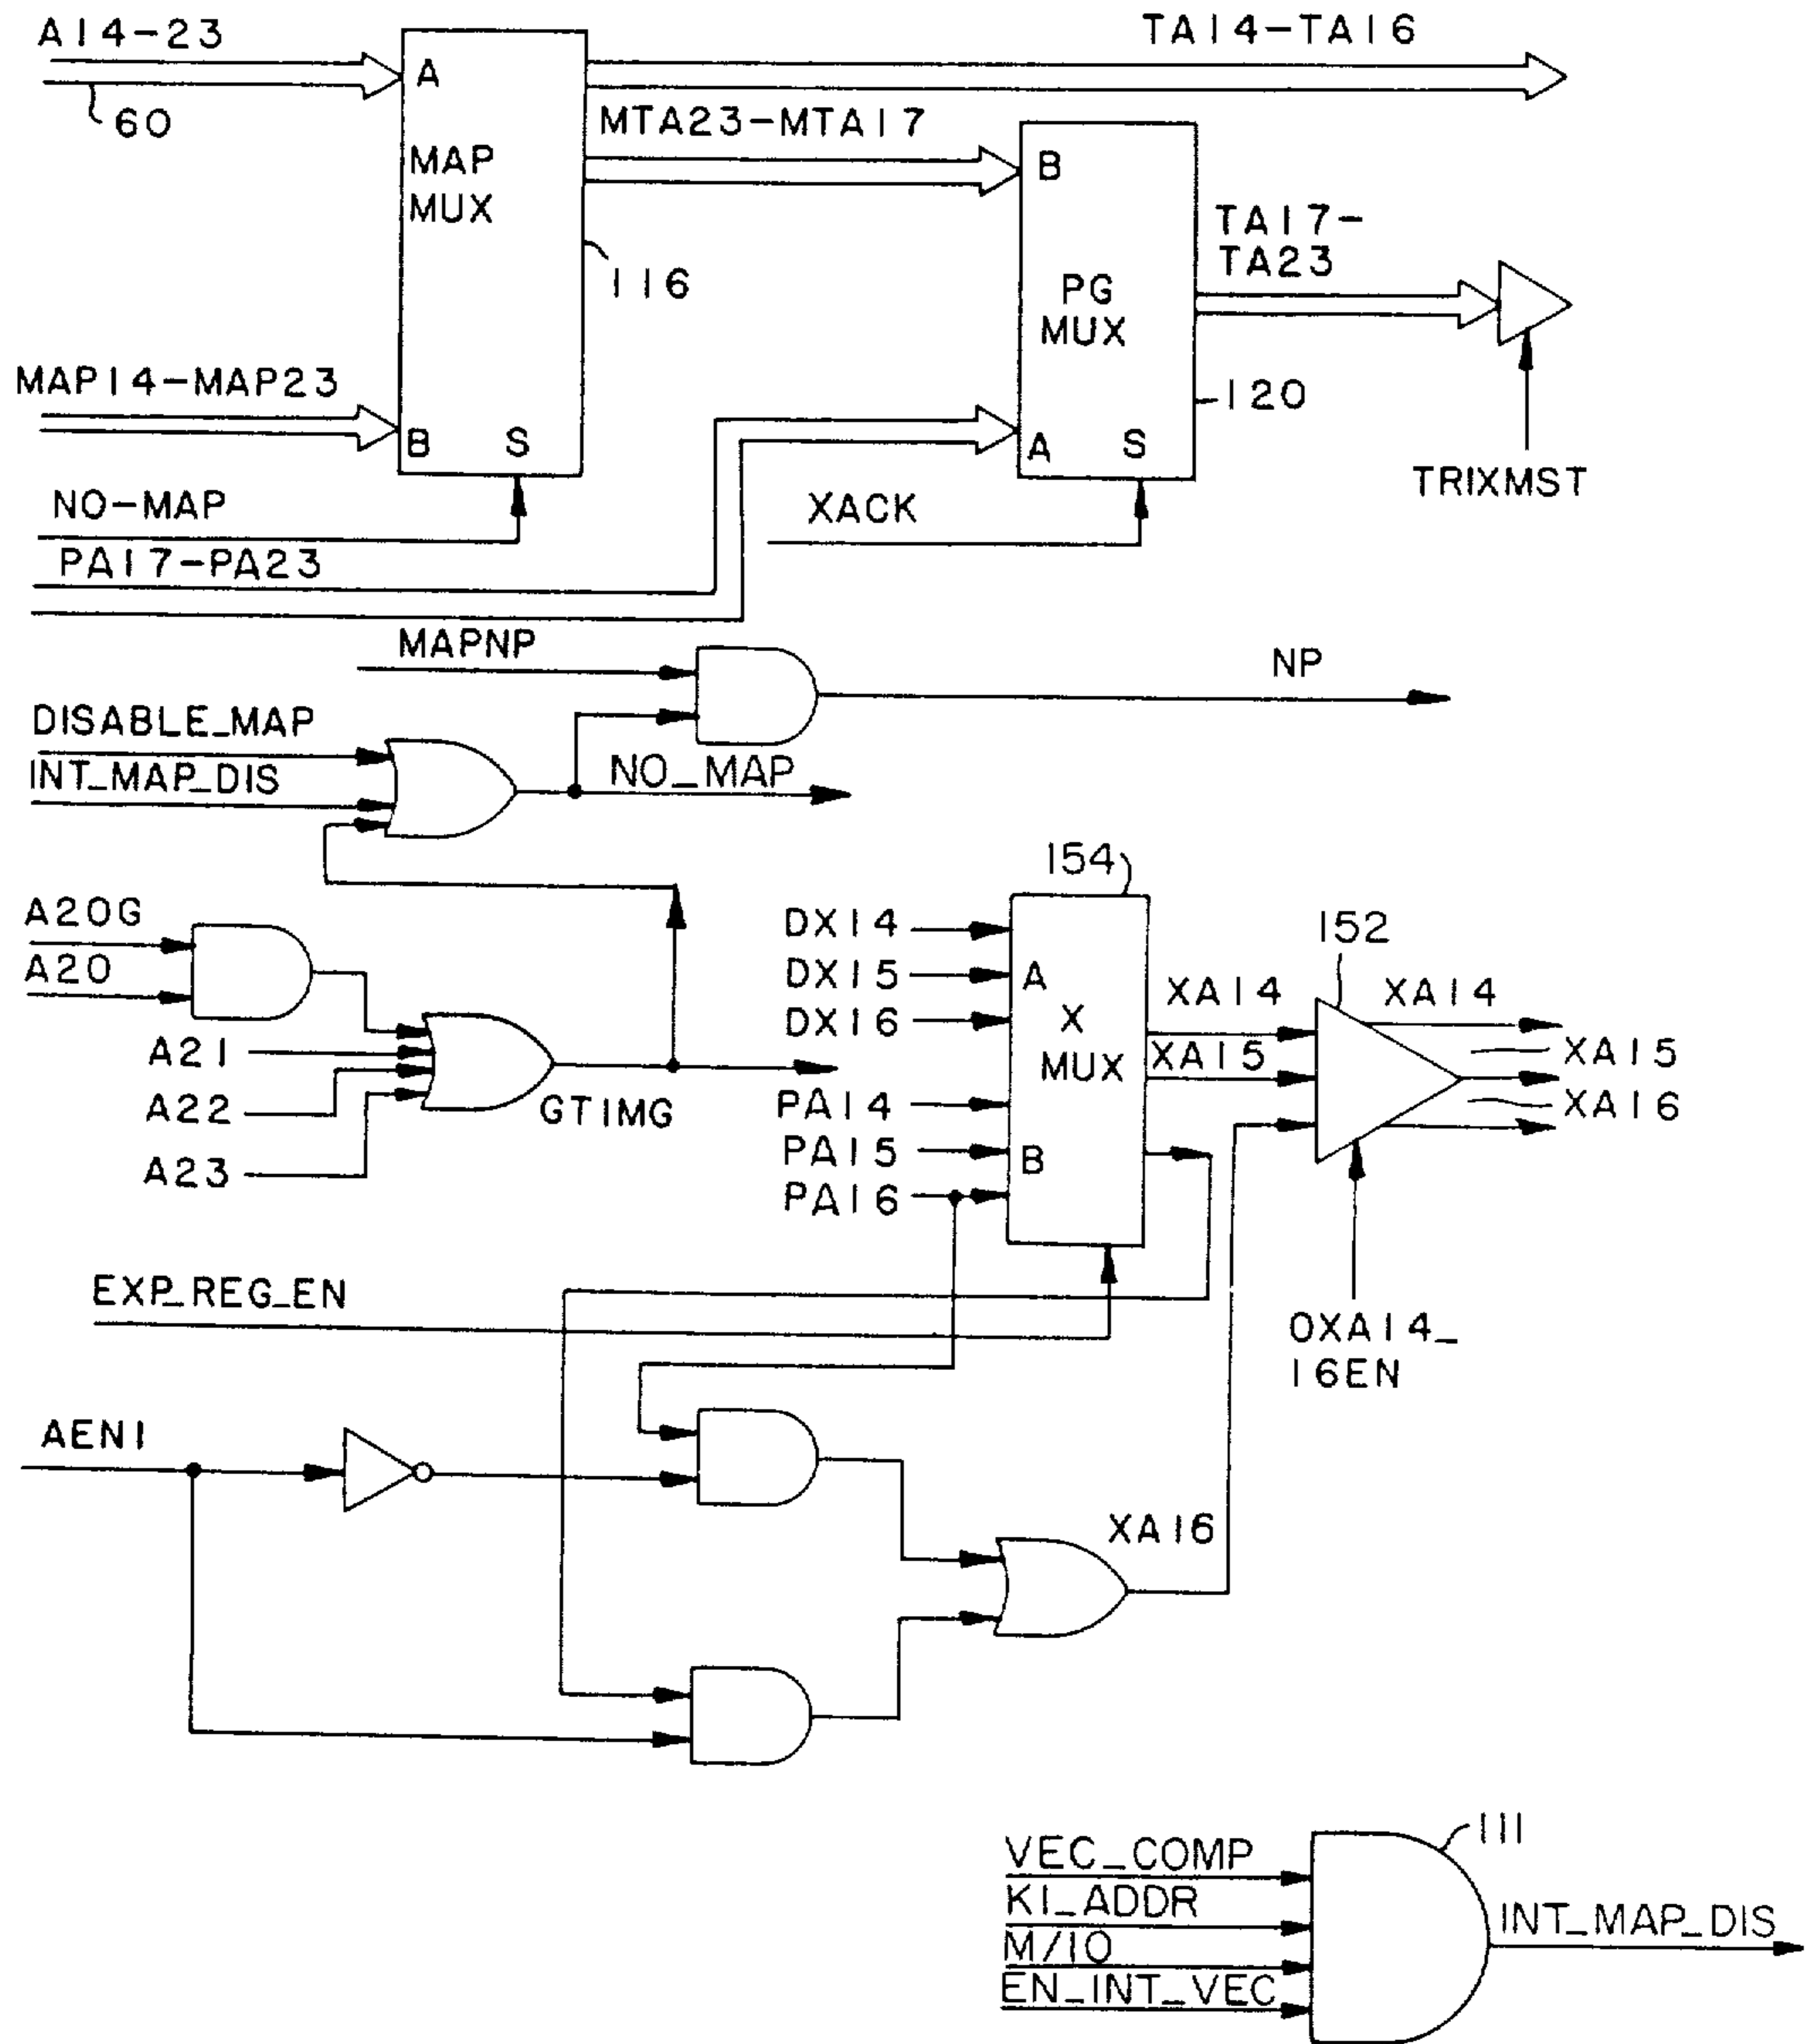 A14-23
TA14-TA16
A
60
MTA23-MTA17
MAP
MUX
B
TA17-
TA23
116
PG
MUX
MAP14-MAP23
120
B S
A S
TRIXMST
NO-MAP
XACK
PA17-PA23
MAPNP
NP
DISABLE_MAP
INT_MAP_DIS
NO_MAP
154
A20G
DX14
152
A20
DX15
A
XA14
XA14
DX16
X
A21
MUX
XA15
XA15
A22
GTIMG
PA14
XA16
A23
PA15
B
PA16
EXP_REG_EN
OXA14_
16EN
AEN1
XA16
VEC_COMP
111
K1_ADDR
INT_MAP_DIS
M/IO
EN_INT_VEC